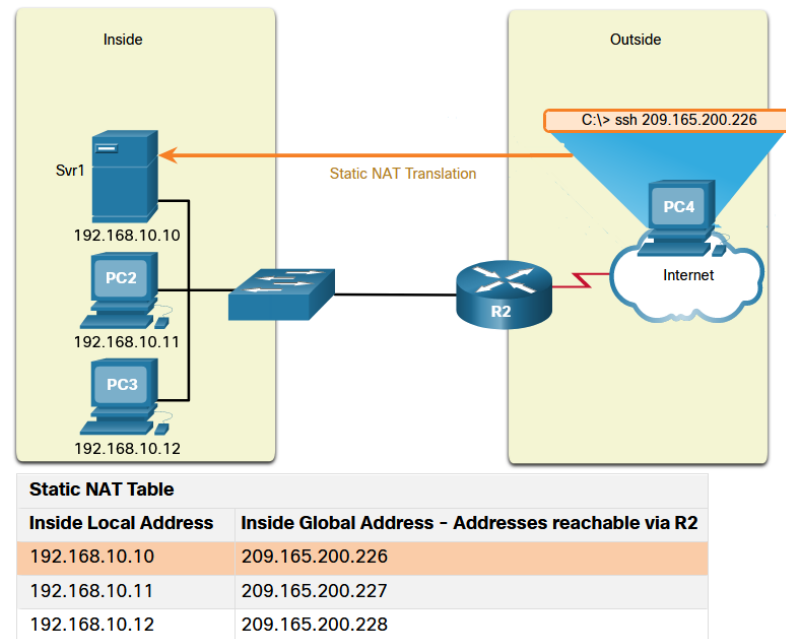 Inside
Outside
C:\> ssh 209.165.200.226
Svr1
Static NAT Translation
PC4
192.168.10.10
PC2
Internet
R2
192.168.10.11
PC3
192.168.10.12
Static NAT Table
Inside Local Address Inside Global Address – Addresses reachable via R2
192.168.10.10 209.165.200.226
192.168.10.11 209.165.200.227
192.168.10.12 209.165.200.228